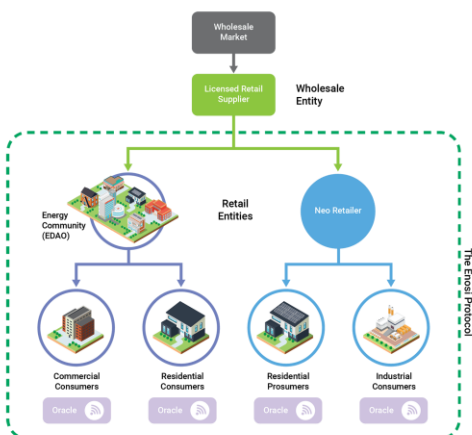 Wholesale
Market
Licensed Retail
Supplier
Wholesale
Entity
Energy
Community
(EDAO)
Retail
Entities
Neo Retailer
The Enosi Protocol
Commercial
Consumers
Residential
Consumers
Residential
Prosumers
Industrial
Consumers
Oracle
Oracle
Oracle
Oracle